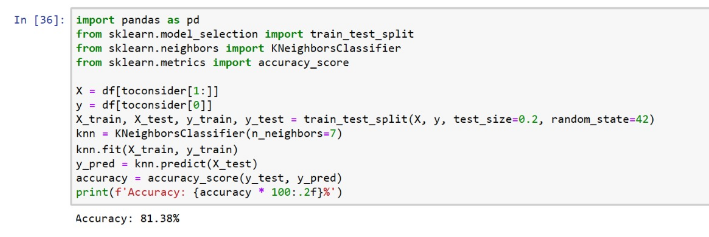 In [36]: import pandas as pd
from sklearn.model_selection import train_test_split
from sklearn.neighbors import KNeighborsClassifier
from sklearn.metrics import accuracy_score
X = df[toconsider[1:]]
y = df[toconsider[0]]
X_train, X_test, y_train, y_test = train_test_split(X, y, test_size=0.2, random_state=42)
knn = KNeighborsClassifier(n_neighbors=7)
knn.fit(X_train, y_train)
y_pred = knn.predict(X_test)
accuracy = accuracy_score(y_test, y_pred)
print(f'Accuracy: {accuracy * 100:.2f}%')
Accuracy: 81.38%